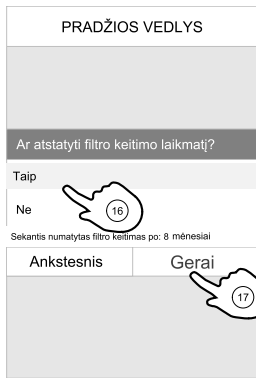 PRADŽIOS VEDLYS
Ar atstatyti filtro keitimo laikmatį?
Taip
Ne
16
Sekantis numatytas filtro keitimas po: 8 mėnesiai
Ankstesnis
Gerai
17